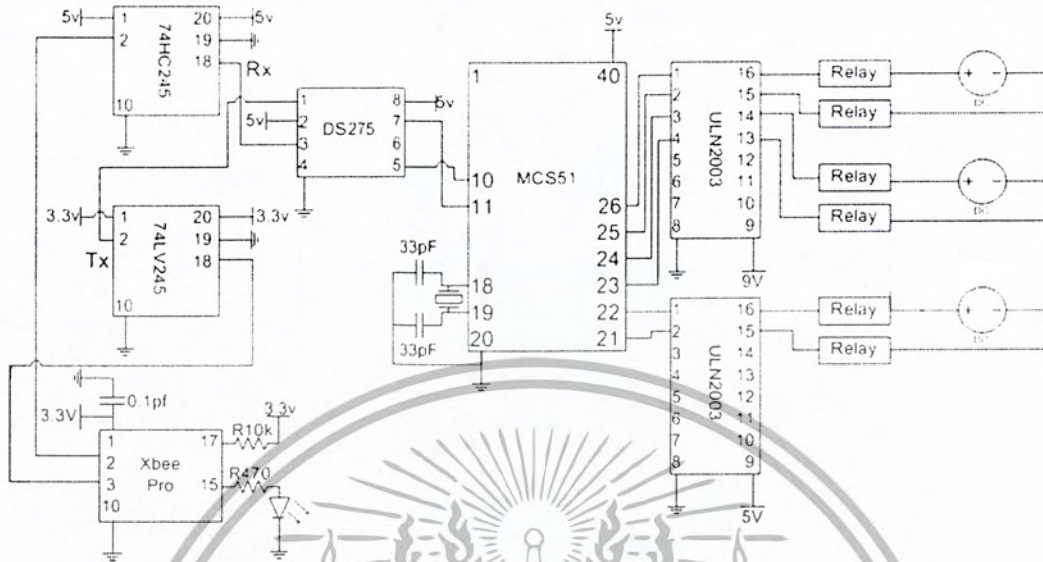 5v
1
2
10
74HC245
20
19
18
5v
Rx
3.3v
1
2
10
74LV245
20
19
18
3.3v
Tx
5v
1
2
3
4
DS275
8
7
6
5
5v
5v
1
40
MCS51
10
11
18
19
20
26
25
24
23
22
21
33pF
33pF
1
2
3
4
5
6
7
8
ULN2003
16
15
14
13
12
11
10
9
9V
1
2
3
4
5
6
7
8
ULN2003
16
15
14
13
12
11
10
9
5V
Relay
Relay
Relay
Relay
Relay
Relay
+ -
DC
+ -
DC
+ -
0.1pf
3.3V
1
2
3
10
Xbee
Pro
17
15
R10k
3.3v
R470